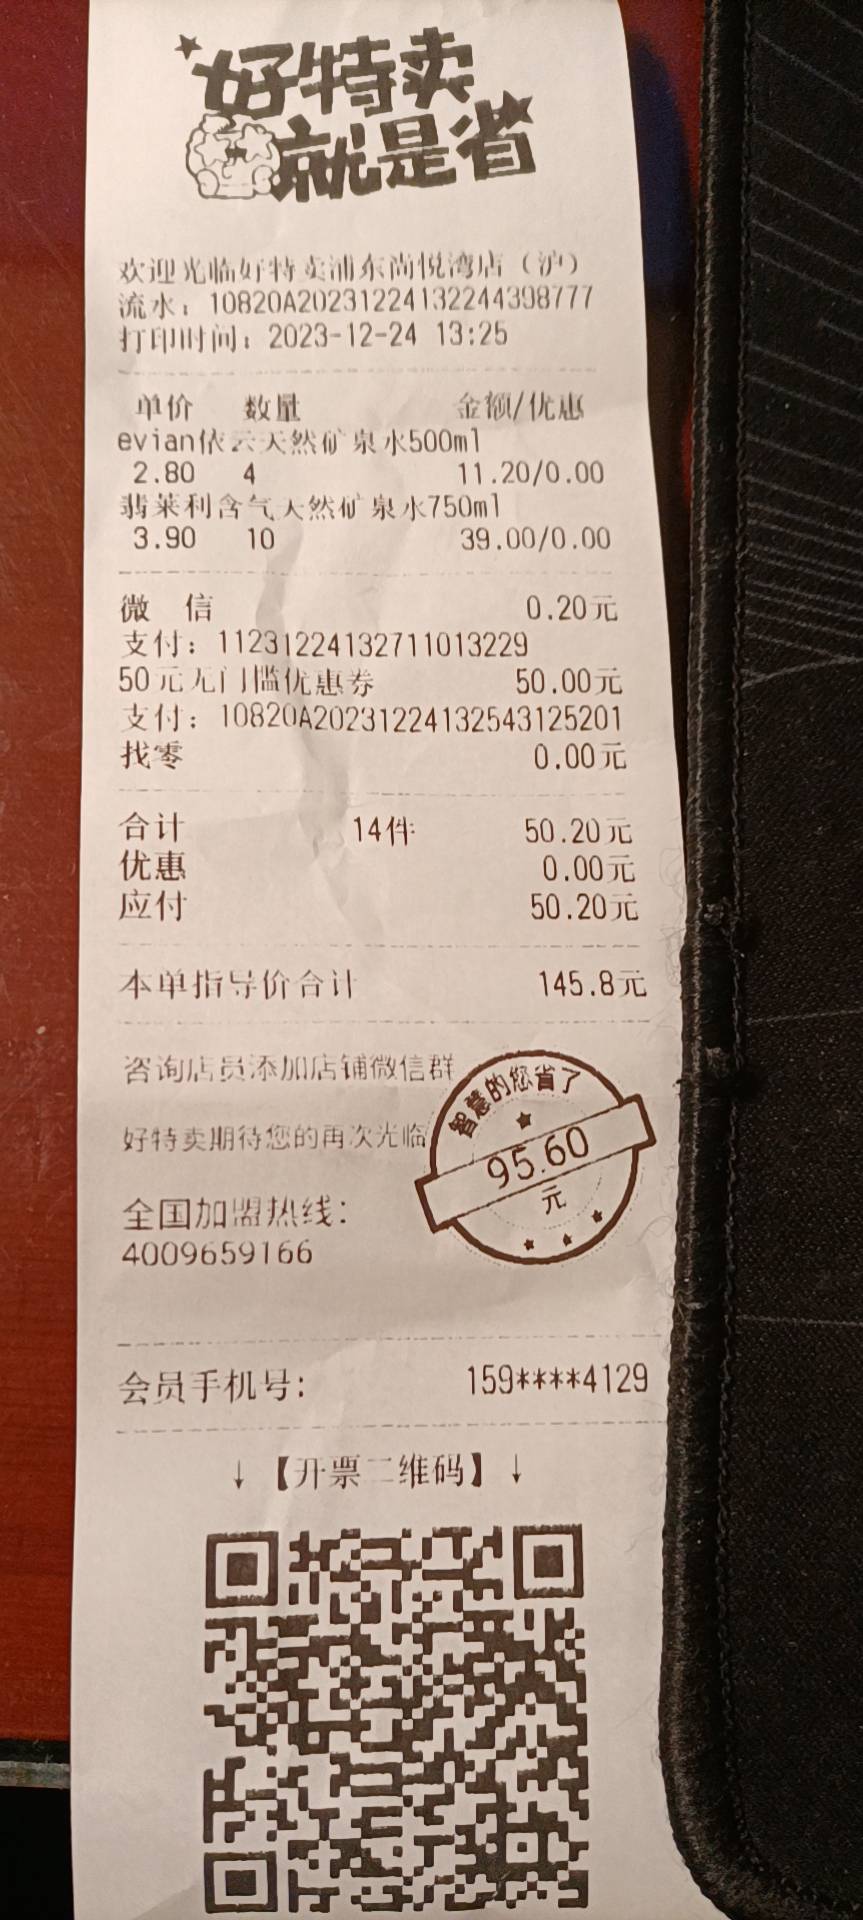 好特卖
就是省
欢迎光临好特卖浦东尚悦湾店（沪）
流水：10820A20231224132244398777
打印时间：2023-12-24 13:25
单价 数量 金额/优惠
evian依云天然矿泉水500ml
2.80 4 11.20/0.00
翡莱利含气天然矿泉水750ml
3.90 10 39.00/0.00
微 信 0.20元
支付：11231224132711013229
50元无门槛优惠券 50.00元
支付：10820A20231224132543125201
找零 0.00元
合计 14件 50.20元
优惠 0.00元
应付 50.20元
本单指导价合计 145.8元
咨询店员添加店铺微信群
好特卖期待您的再次光临
智慧的您省了
95.60
元
全国加盟热线：
4009659166
会员手机号： 159****4129
↓【开票二维码】↓